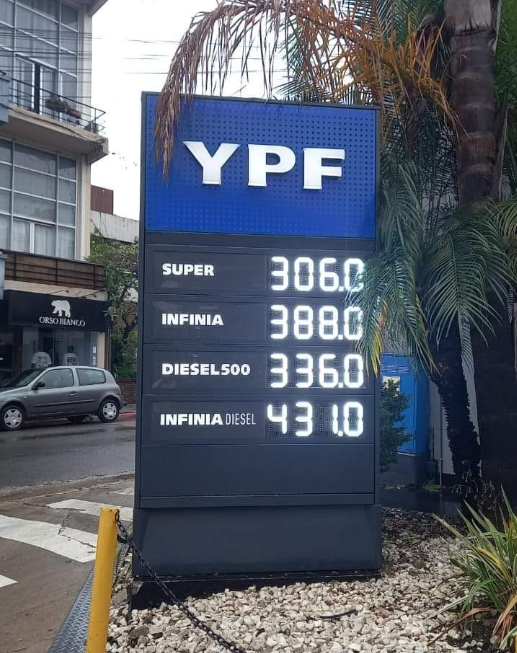 YPF
SUPER 306.0
INFINIA 388.0
DIESEL500 336.0
INFINIA DIESEL 431.0
ORSO BIANCO